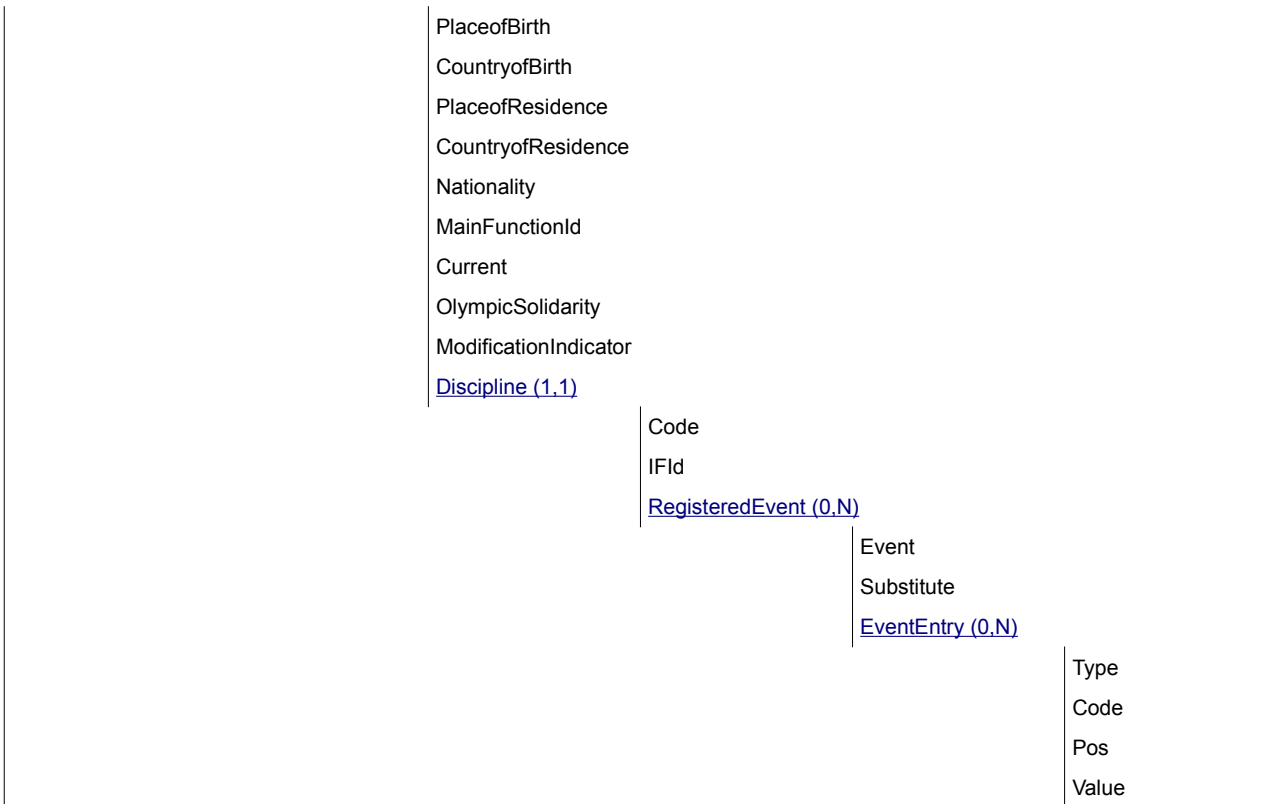 PlaceofBirth
CountryofBirth
PlaceofResidence
CountryofResidence
Nationality
MainFunctionId
Current
OlympicSolidarity
ModificationIndicator
Discipline (1,1)
Code
IFId
RegisteredEvent (0,N)
Event
Substitute
EventEntry (0,N)
Type
Code
Pos
Value